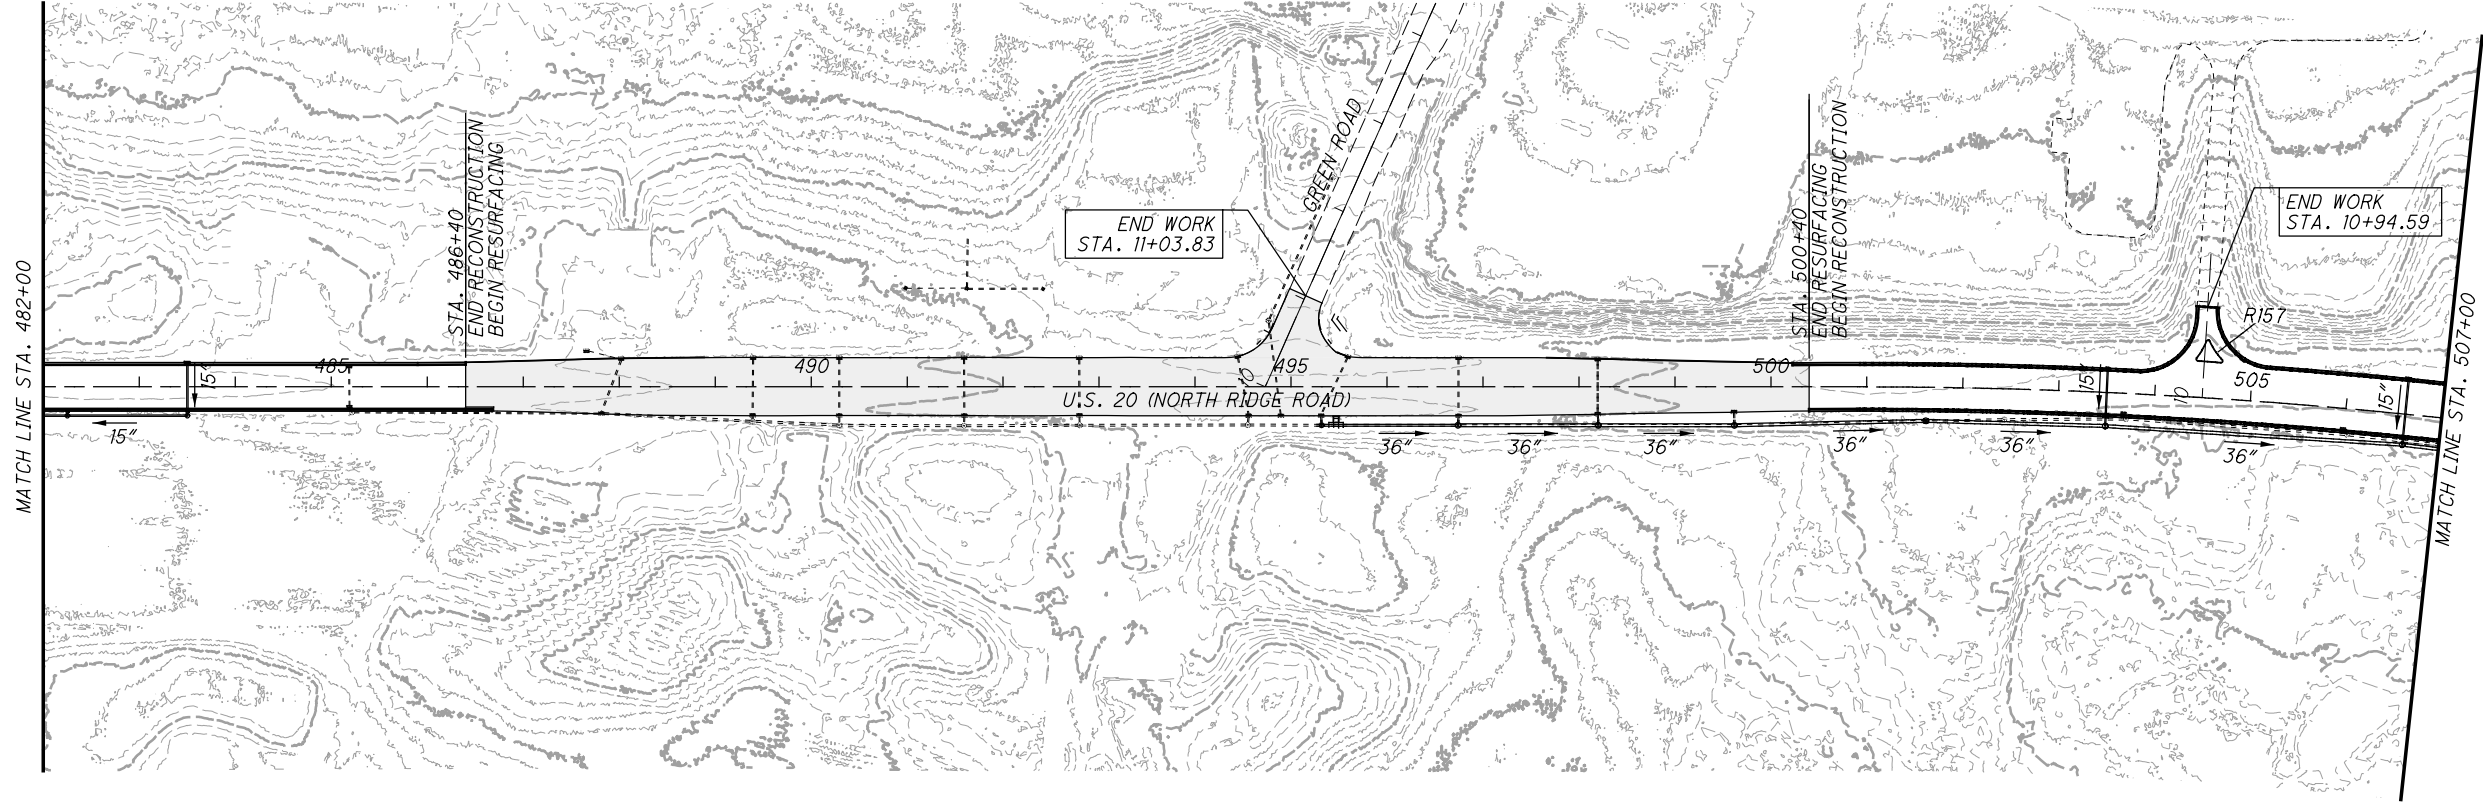 MATCH LINE STA. 482+00
STA. 486+40
END RECONSTRUCTION
BEGIN RESURFACING
END WORK
STA. 11+03.83
GREEN ROAD
STA. 500+40
END RESURFACING
BEGIN RECONSTRUCTION
END WORK
STA. 10+94.59
R157
MATCH LINE STA. 507+00
485
490
495
500
505
10
11
10
U.S. 20 (NORTH RIDGE ROAD)
15"
15"
15"
15"
36"
36"
36"
36"
36"
36"